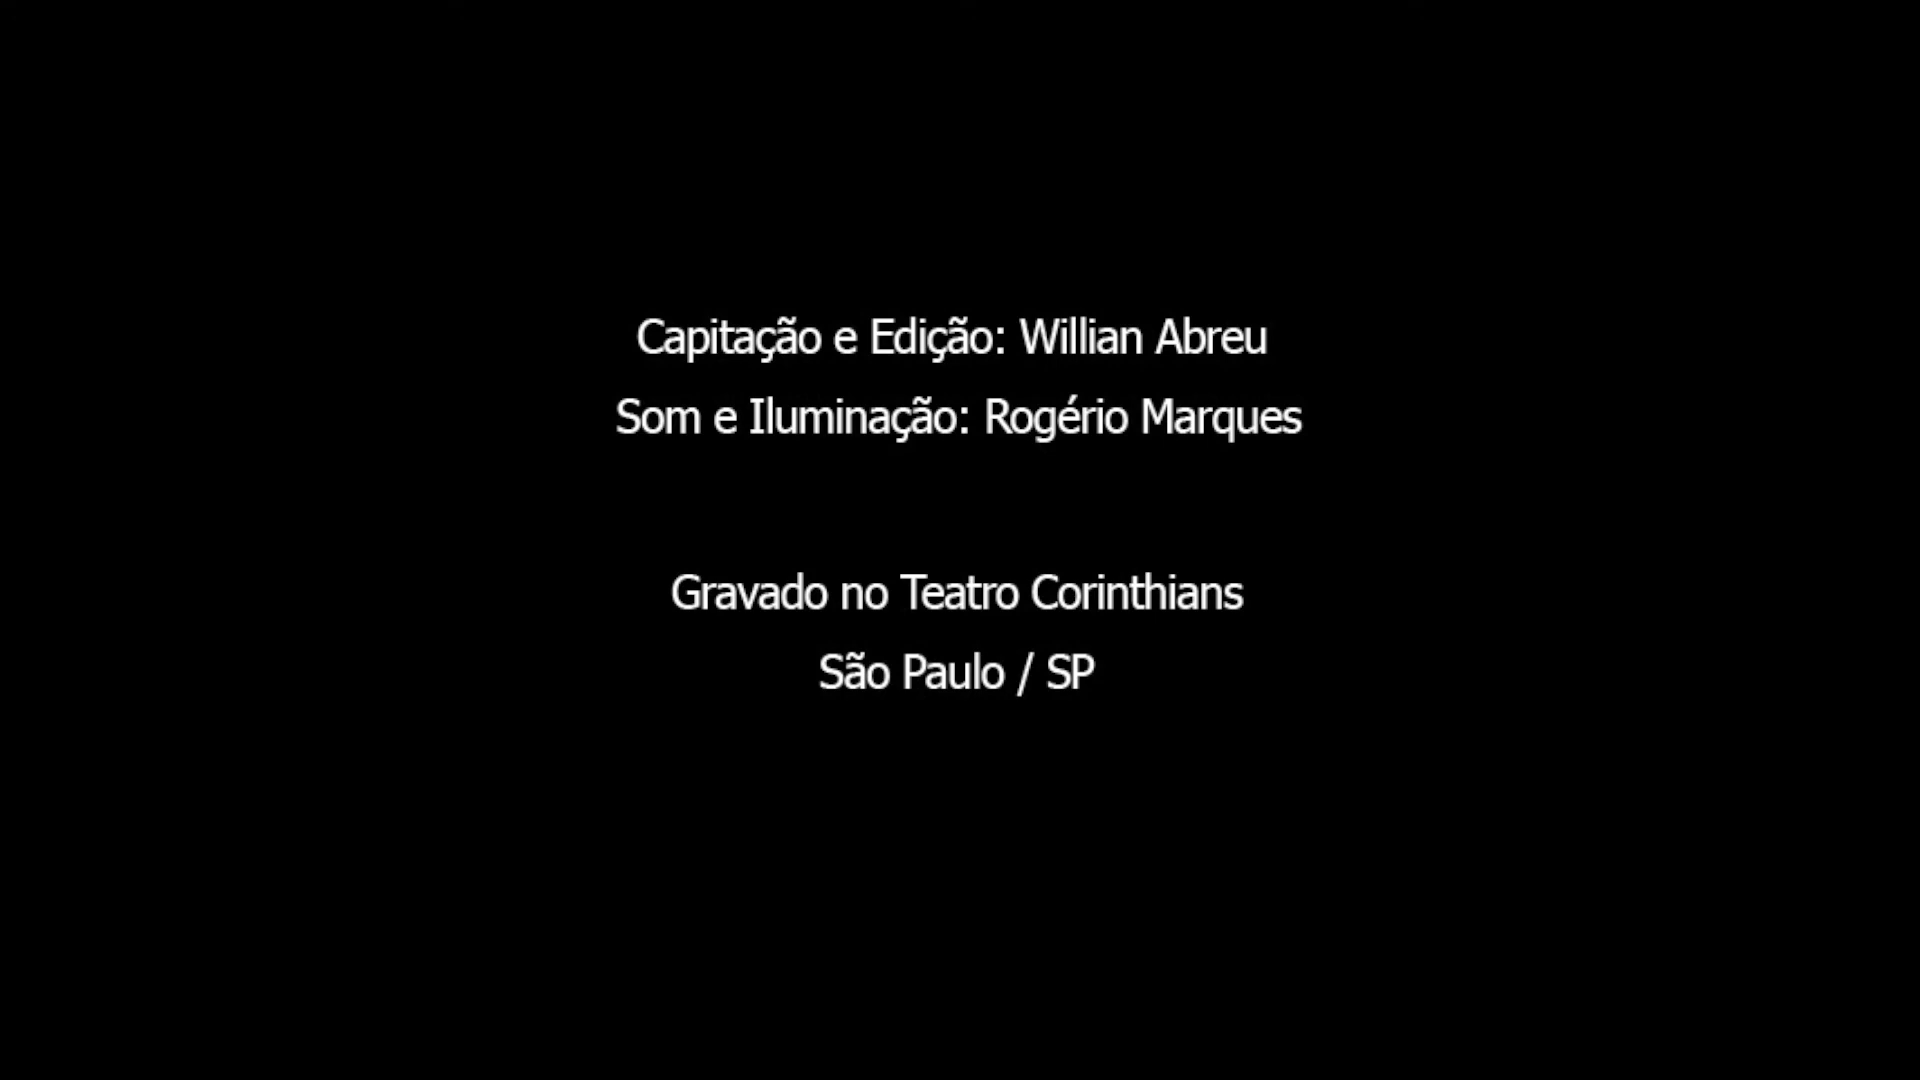 Capitação e Edição: Willian Abreu
Som e Iluminação: Rogério Marques
Gravado no Teatro Corinthians
São Paulo / SP